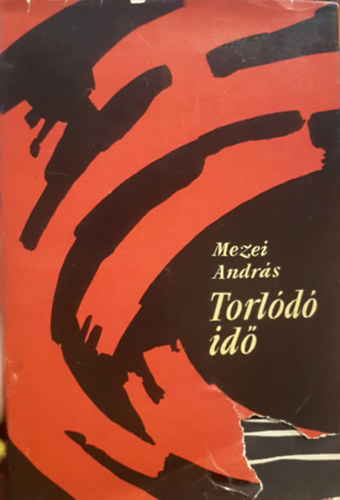 Mezei
András
Torlódó
idő